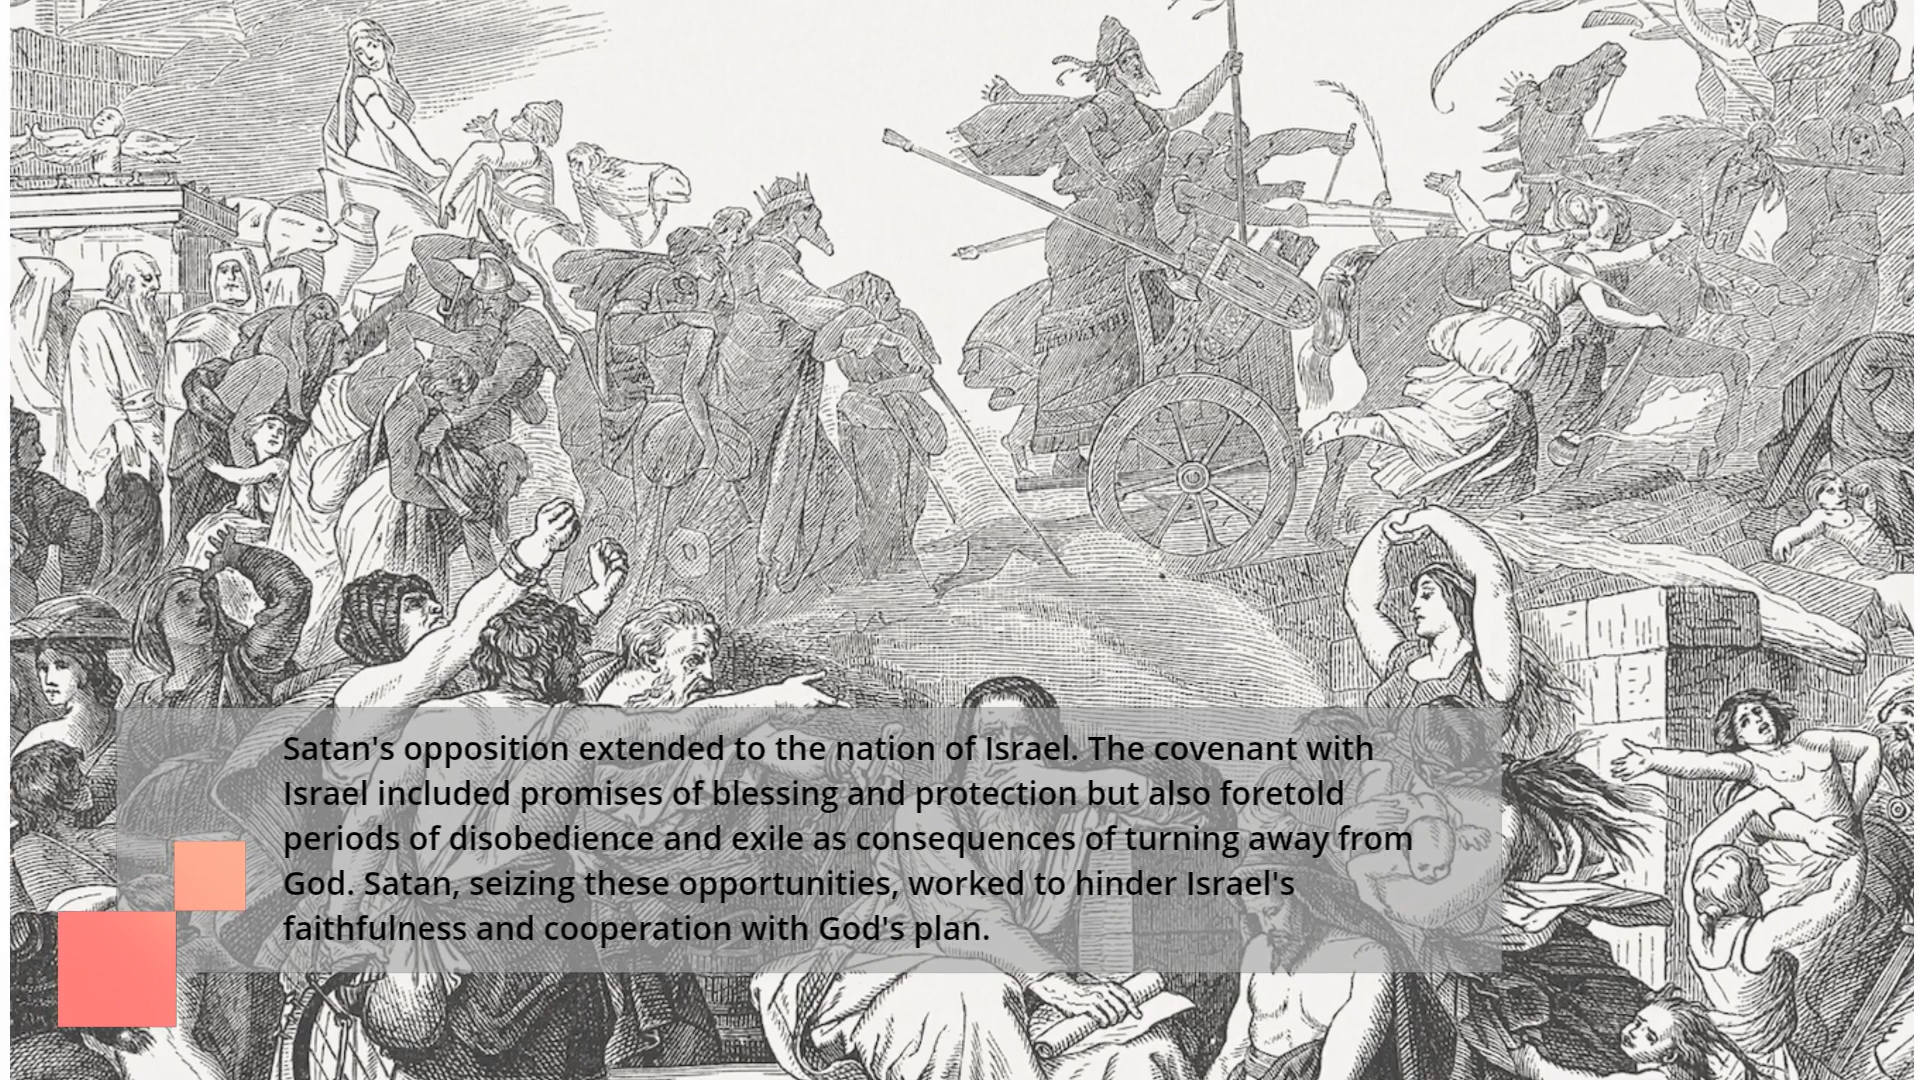 Satan's opposition extended to the nation of Israel. The covenant with
Israel included promises of blessing and protection but also foretold
periods of disobedience and exile as consequences of turning away from
God. Satan, seizing these opportunities, worked to hinder Israel's
faithfulness and cooperation with God's plan.